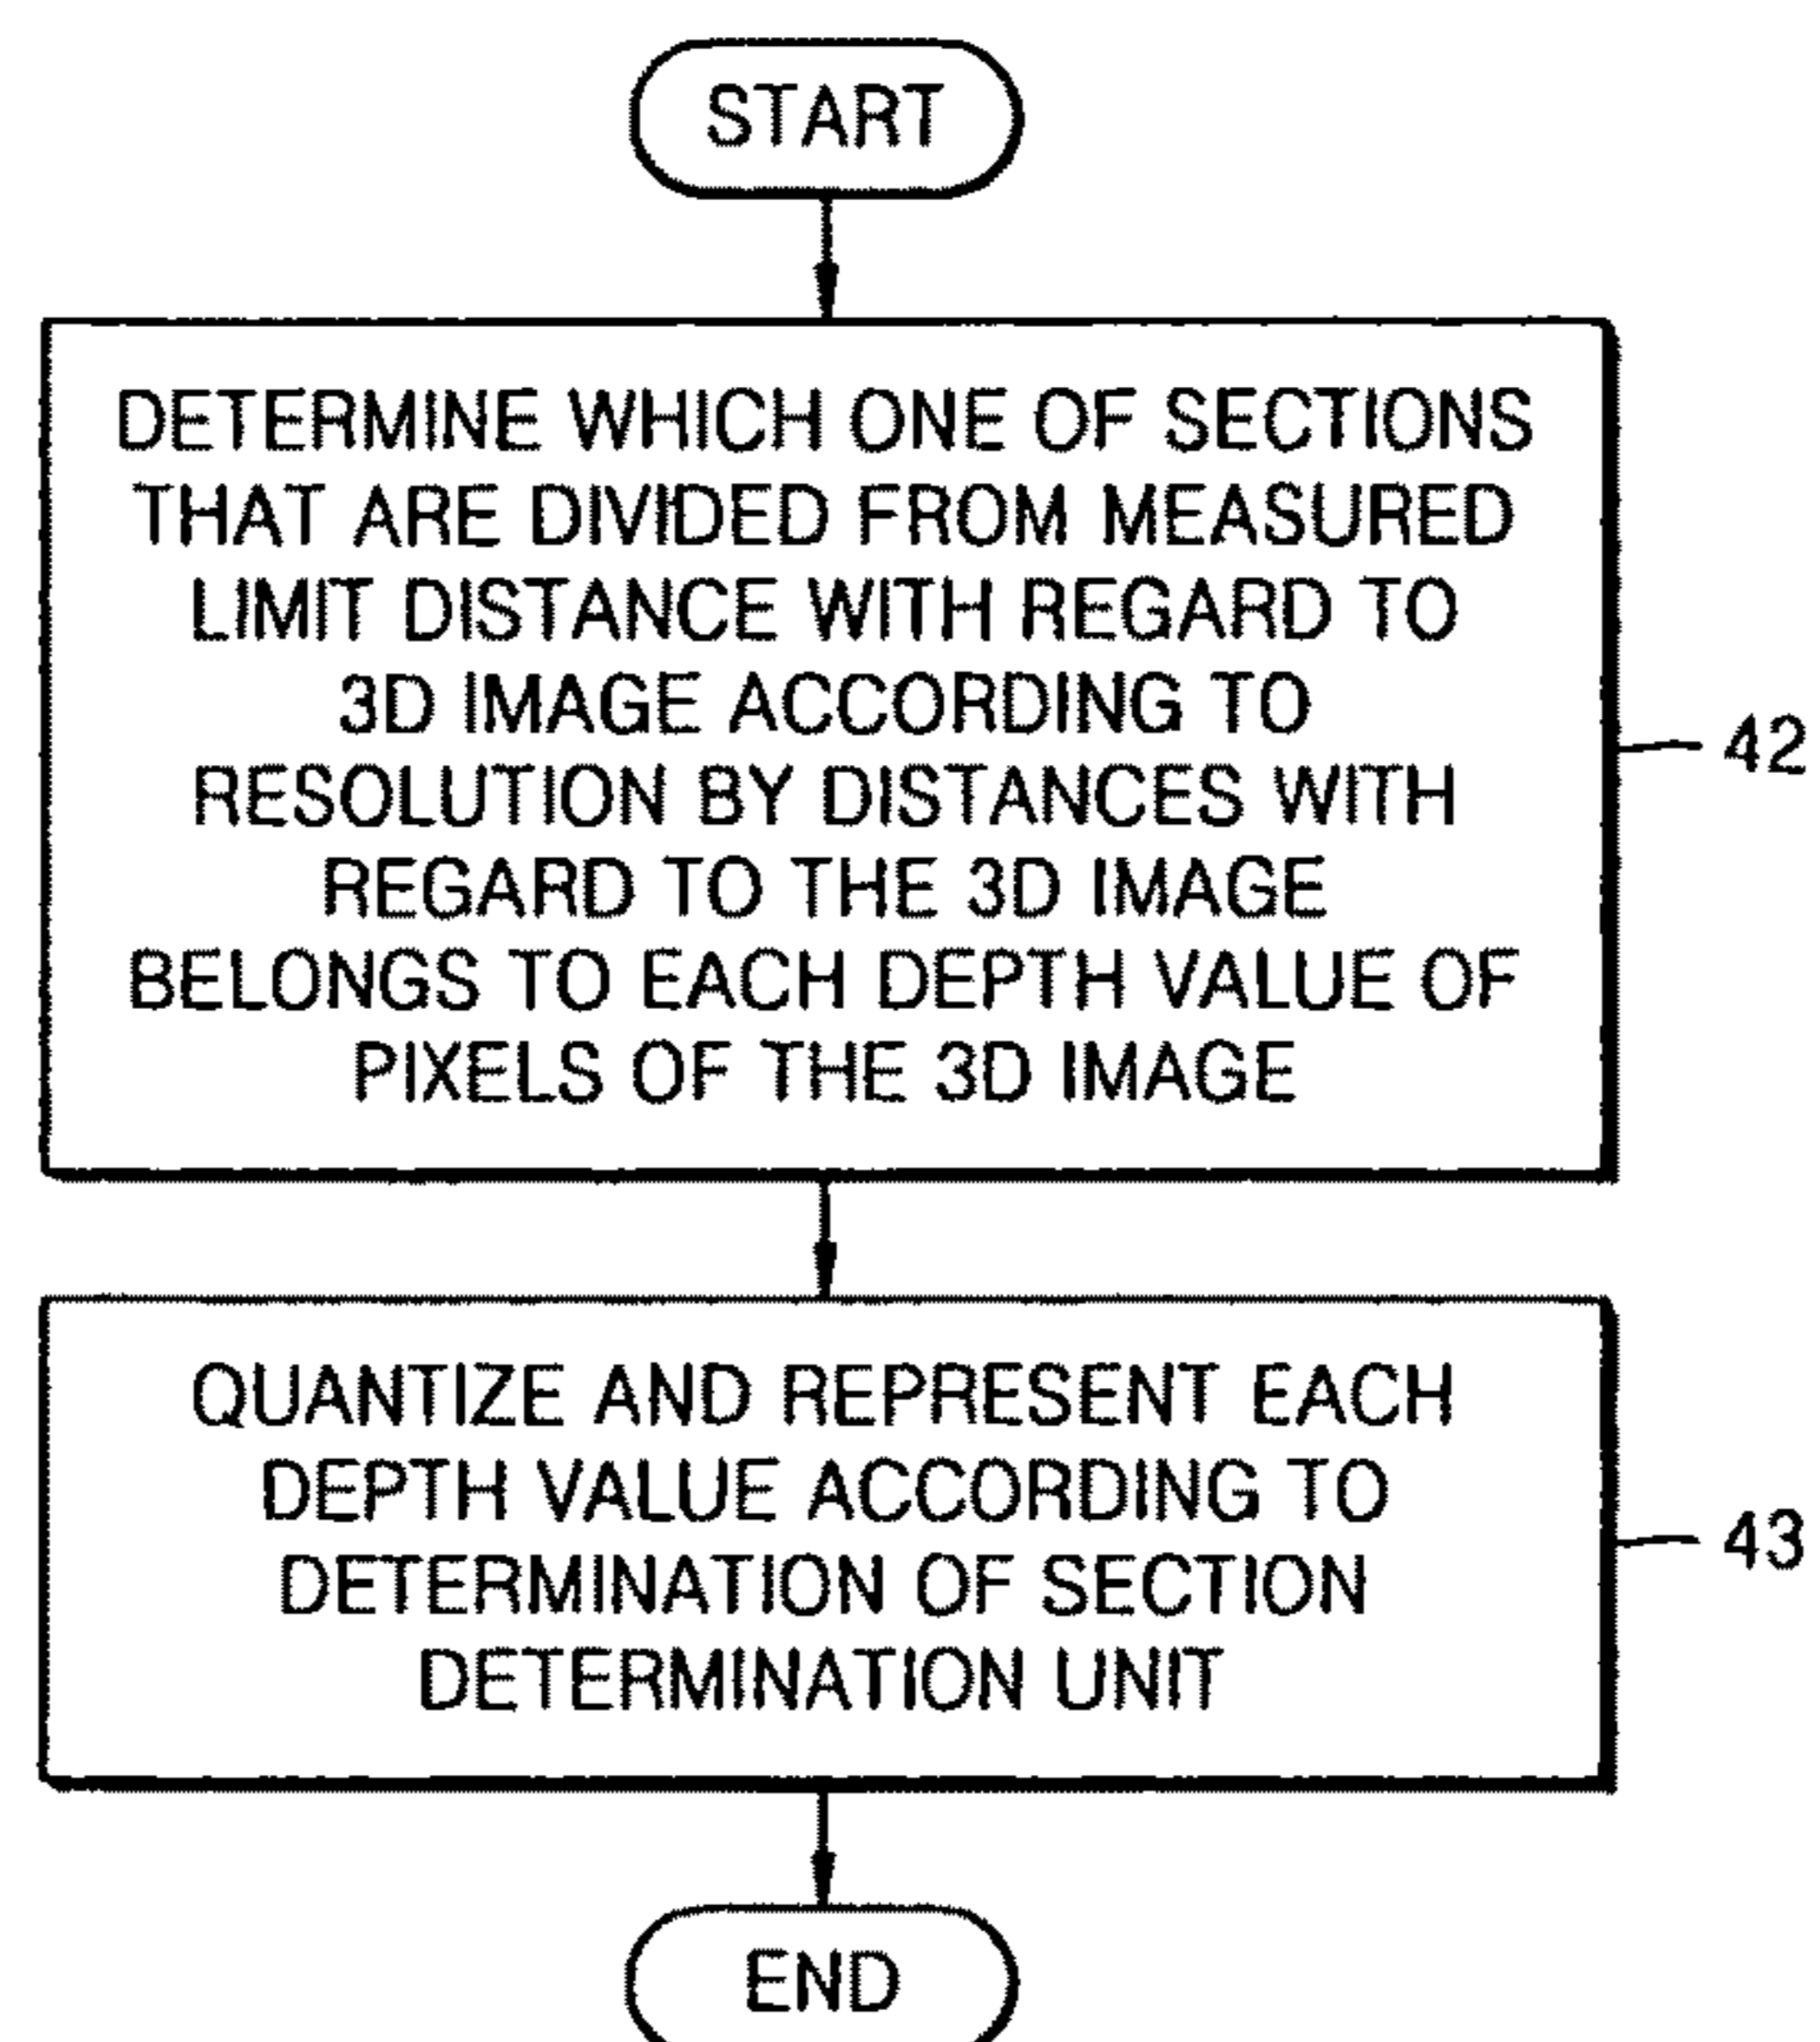 START
DETERMINE WHICH ONE OF SECTIONS
THAT ARE DIVIDED FROM MEASURED
LIMIT DISTANCE WITH REGARD TO
3D IMAGE ACCORDING TO
RESOLUTION BY DISTANCES WITH
REGARD TO THE 3D IMAGE
BELONGS TO EACH DEPTH VALUE OF
PIXELS OF THE 3D IMAGE
42
QUANTIZE AND REPRESENT EACH
DEPTH VALUE ACCORDING TO
DETERMINATION OF SECTION
DETERMINATION UNIT
43
END